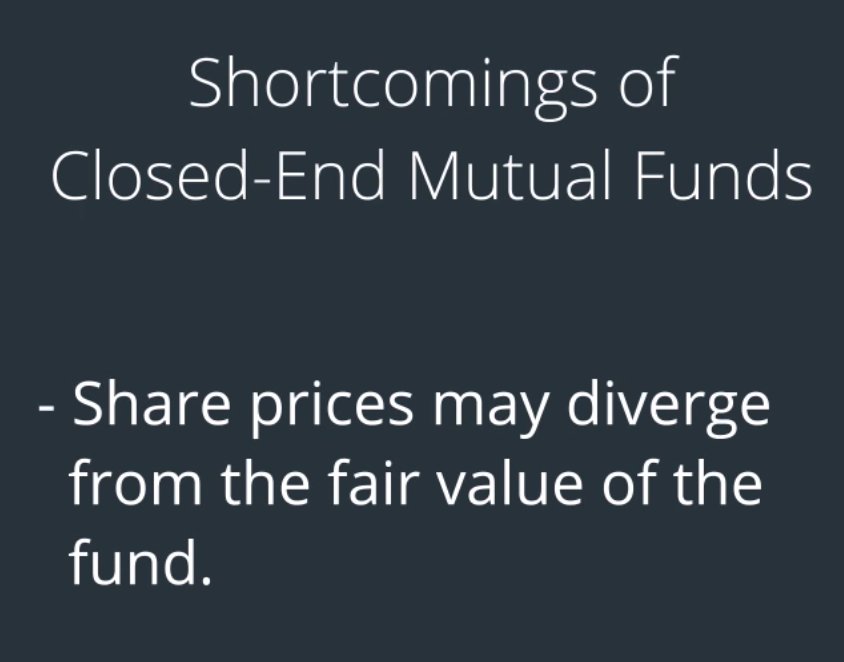 Shortcomings of
Closed-End Mutual Funds
- Share prices may diverge
from the fair value of the
fund.